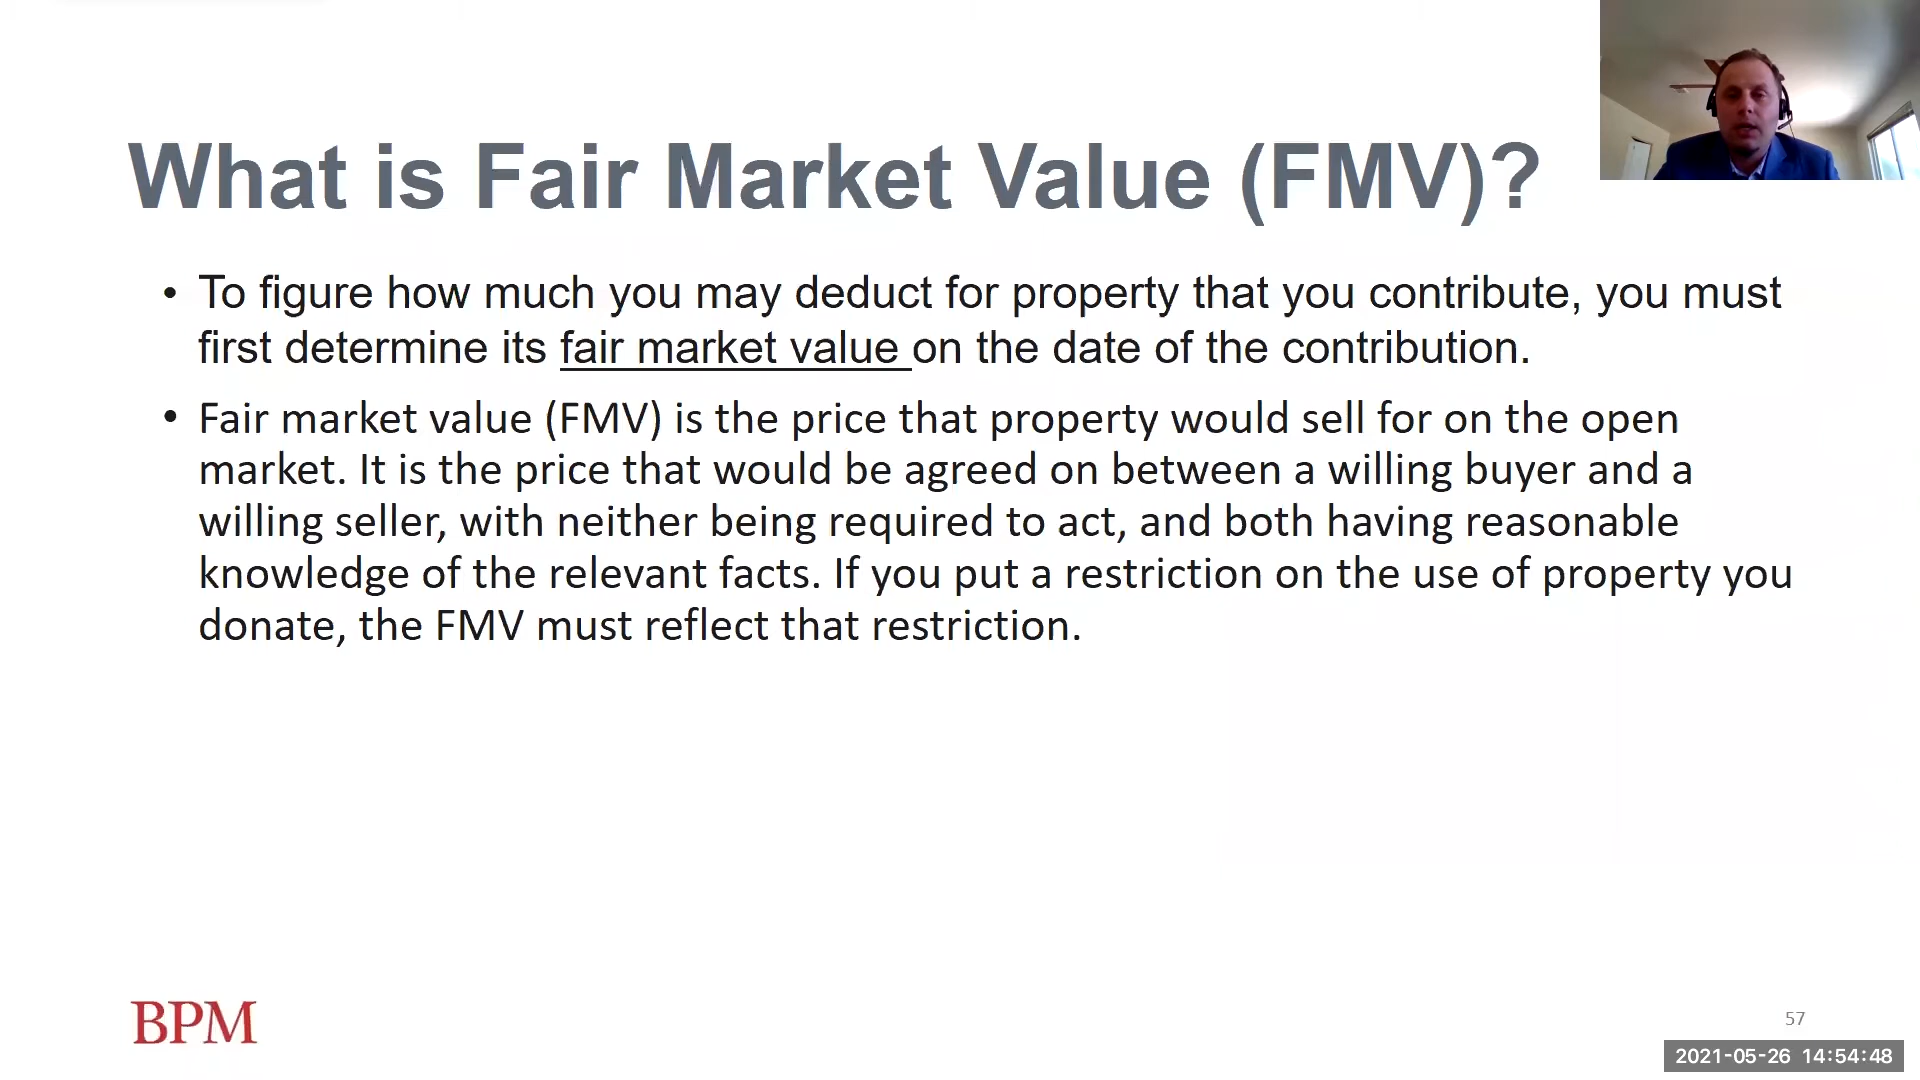 What is Fair Market Value (FMV)?
• To figure how much you may deduct for property that you contribute, you must
first determine its fair market value on the date of the contribution.
• Fair market value (FMV) is the price that property would sell for on the open
market. It is the price that would be agreed on between a willing buyer and a
willing seller, with neither being required to act, and both having reasonable
knowledge of the relevant facts. If you put a restriction on the use of property you
donate, the FMV must reflect that restriction.
BPM
57
2021-05-26 14:54:48